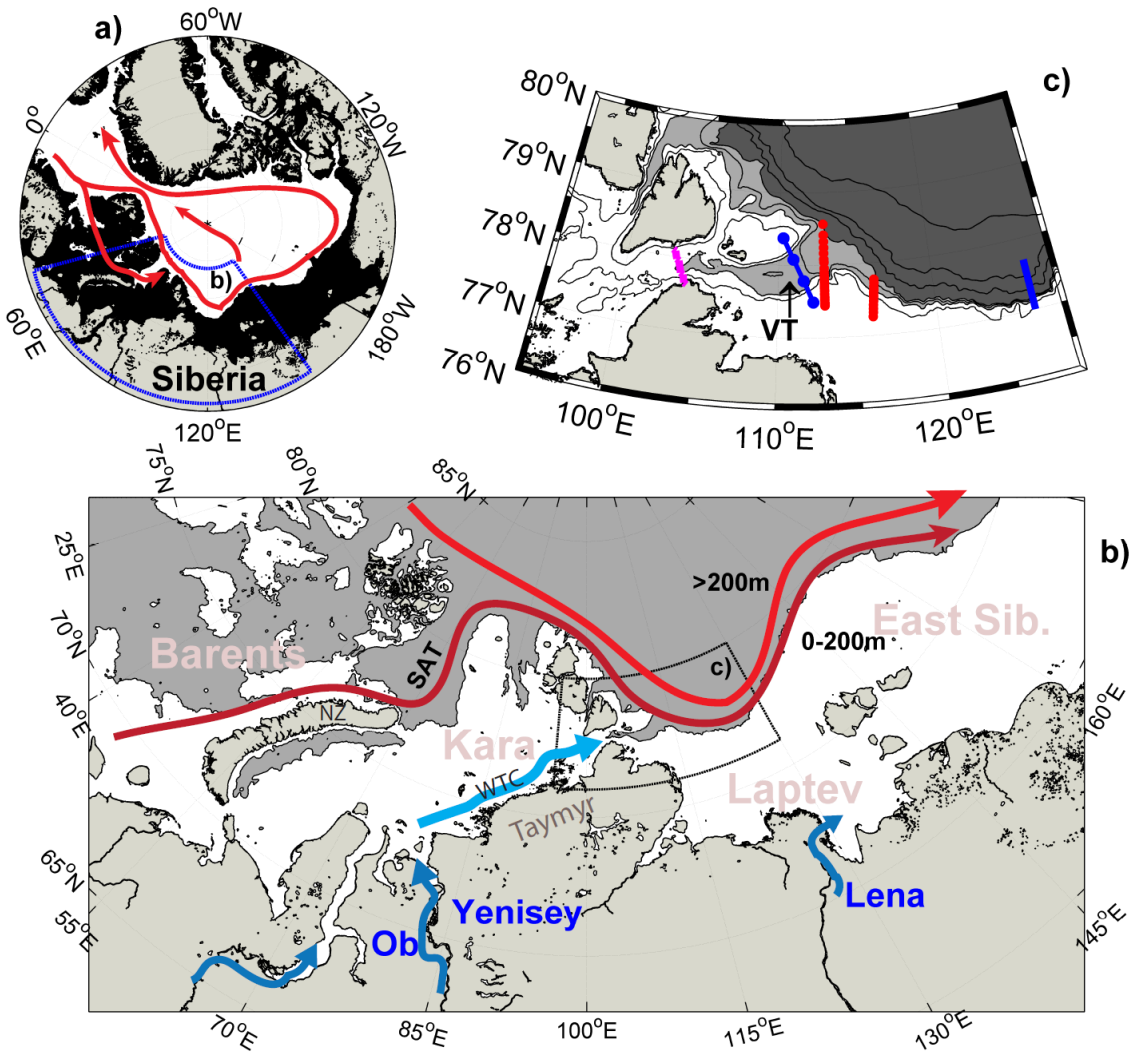 a)
60°W
0°
120°W
b)
60°E
180°W
Siberia
120°E
c)
80°N
79°N
78°N
77°N
76°N
VT
100°E
110°E
120°E
75°N
80°N
85°N
b)
25°E
70°N
40°E
65°N
55°E
>200m
East Sib.
0-200m
Barents
SAT
c)
NZ
Kara
WTC
Taymyr
Laptev
160°E
Yenisey
Ob
Lena
145°E
70°E
85°E
100°E
115°E
130°E